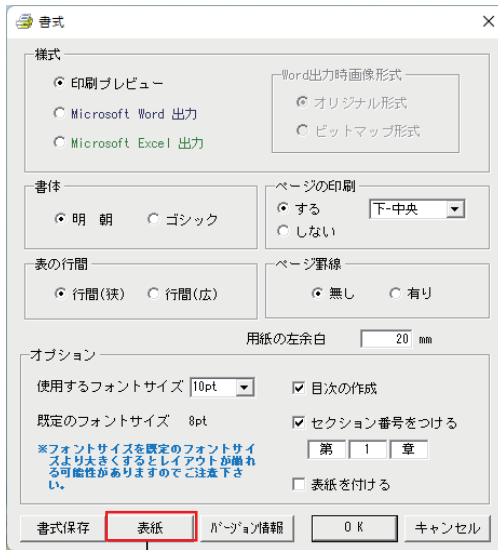 書式
様式
印刷プレビュー
Microsoft Word 出力
Microsoft Excel 出力
Word出力時画像形式
オリジナル形式
ビットマップ形式
書体
明 朝 ゴシック
ページの印刷
する 下-中央
しない
表の行間
行間(狭) 行間(広)
ページ罫線
無し 有り
用紙の左余白 20 mm
オプション
使用するフォントサイズ 10pt
既定のフォントサイズ 8pt
※フォントサイズを既定のフォントサイ
ズより大きくするとレイアウトが崩れ
る可能性がありますのでご注意下さ
い。
目次の作成
セクション番号をつける
第 1 章
表紙を付ける
書式保存 表紙 バージョン情報 OK キャンセル